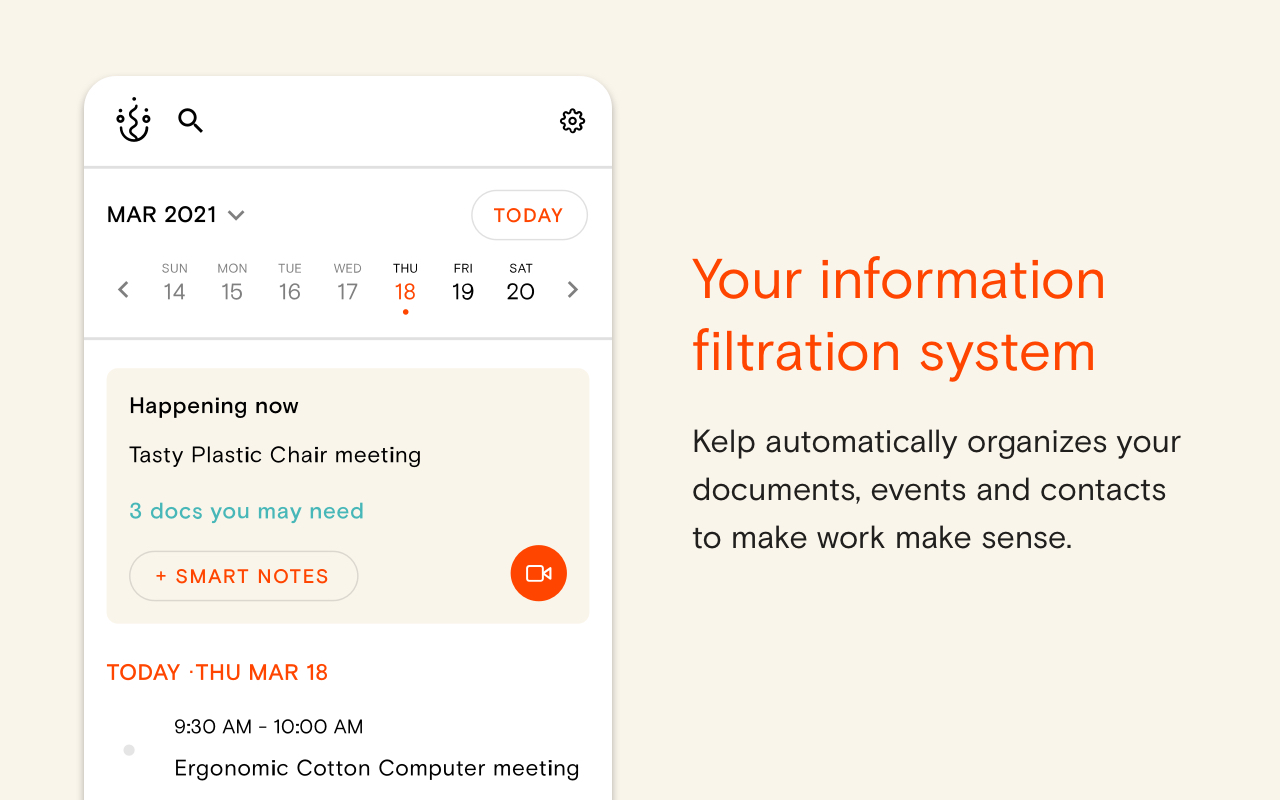 MAR 2021
TODAY
SUN MON TUE WED THU FRI SAT
14 15 16 17 18 19 20
Happening now
Tasty Plastic Chair meeting
3 docs you may need
+ SMART NOTES
TODAY ·THU MAR 18
9:30 AM - 10:00 AM
Ergonomic Cotton Computer meeting
Your information
filtration system
Kelp automatically organizes your
documents, events and contacts
to make work make sense.